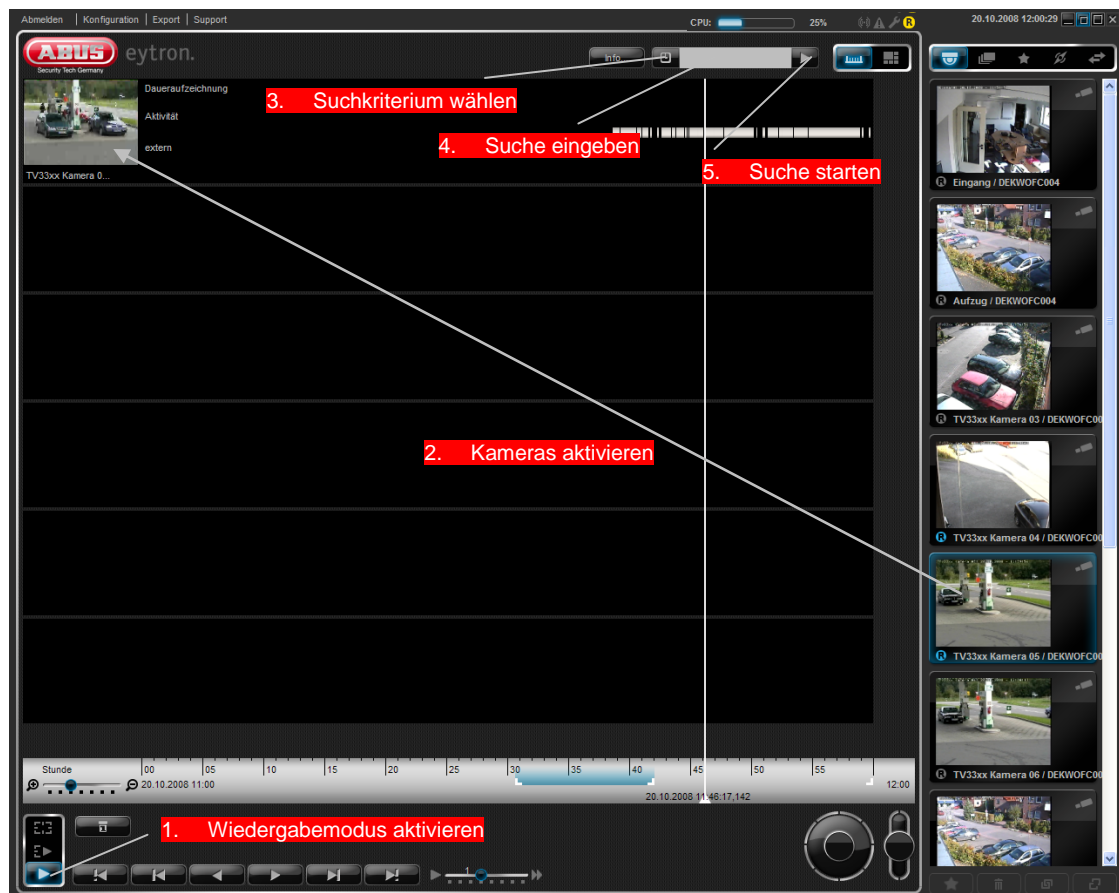 Abmelden | Konfiguration | Export | Support
CPU: 25%
R
20.10.2008 12:00:29
ABUS eytron.
Security Tech Germany
Info
3. Suchkriterium wählen
4. Suche eingeben
5. Suche starten
Daueraufzeichnung
Aktivität
extern
TV33xx Kamera 0...
2. Kameras aktivieren
R Eingang / DEKWOFC004
R Aufzug / DEKWOFC004
R TV33xx Kamera 03 / DEKWOFC00
R TV33xx Kamera 04 / DEKWOFC00
R TV33xx Kamera 05 / DEKWOFC00
R TV33xx Kamera 06 / DEKWOFC00
Stunde
00 05 10 15 20 25 30 35 40 45 50 55
20.10.2008 11:00
12:00
20.10.2008 11:46:17,142
1. Wiedergabemodus aktivieren
1